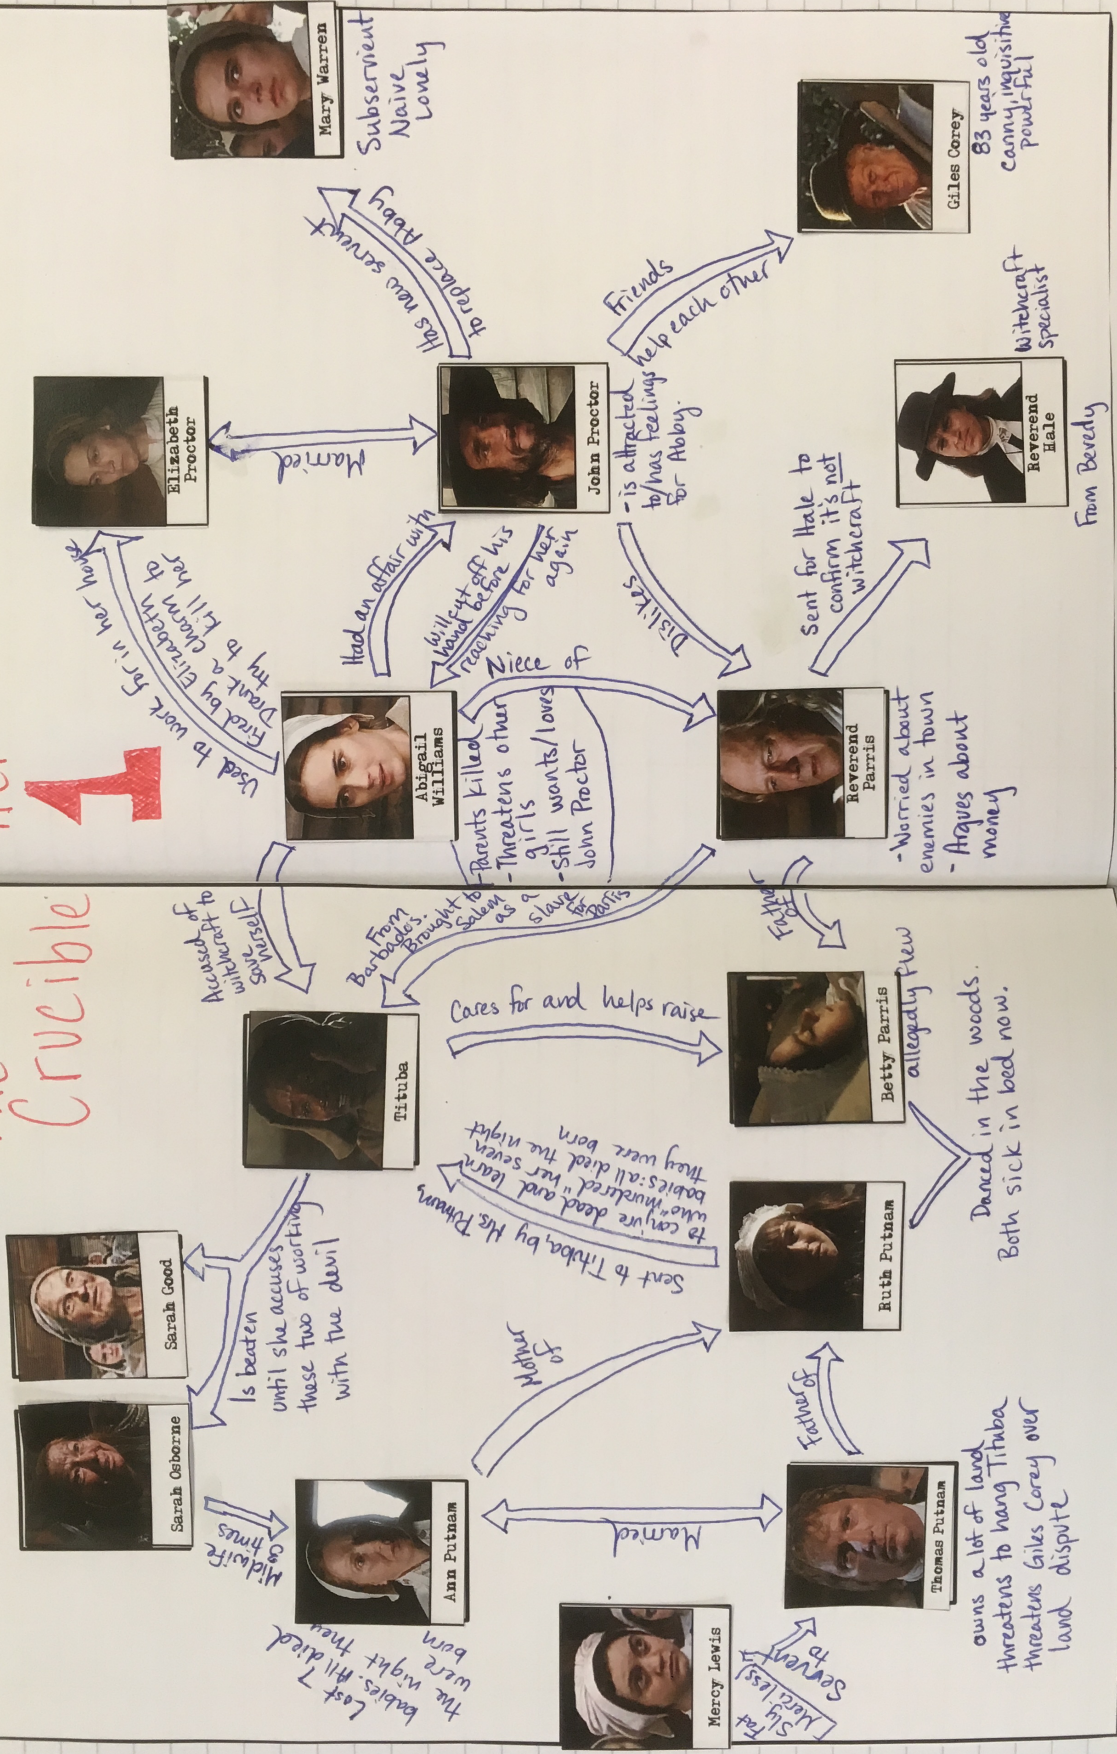 Crucible
1
Sarah Osborne
Midwife
times
Sarah Good
Is beaten
until she accuses
these two of working
with the devil
Ann Putnam
Lost 7
babies. All died
the night they
were born
Mercy Lewis
Fat
Sly
Merciless
Servent
to
Married
Thomas Putnam
owns a lot of land
threatens to hang Tituba
threatens Giles Corey over
land dispute
Father of
Mother
of
Ruth Putnam
Sent to Tituba, by Mrs. Putnam,
to conjure dead and learn
who "murdered" her seven
babies: all died the night
they were born
Tituba
Cares for and helps raise
Betty Parris
allegedly flew
Danced in the woods.
Both sick in bed now.
Accused of
witchcraft to
save
herself
From
Barbados.
Brought to
Salem
as a
slave
for
Parris
Father
of
Abigail
Williams
- Parents killed
- Threatens other
girls
- Still wants/loves
John Proctor
Used to work for in her house
Fired by Elizabeth
Drank a charm to
try to kill her
Had an affair with
Will cut off his
hand before
reaching for her
again
Niece of
Reverend
Parris
- Worried about
enemies in town
- Argues about
money
Elizabeth
Proctor
Married
John Proctor
- is attracted
to/has feelings
for Abby.
Dislikes
Sent for Hale to
confirm it's not
witchcraft
Reverend
Hale
Witchcraft
specialist
From Beverly
Has new servient
to replace Abby
Mary Warren
Subservient
Naive
Lonely
Friends
help each other
Giles Corey
83 years old
canny, inquisitive
powerful